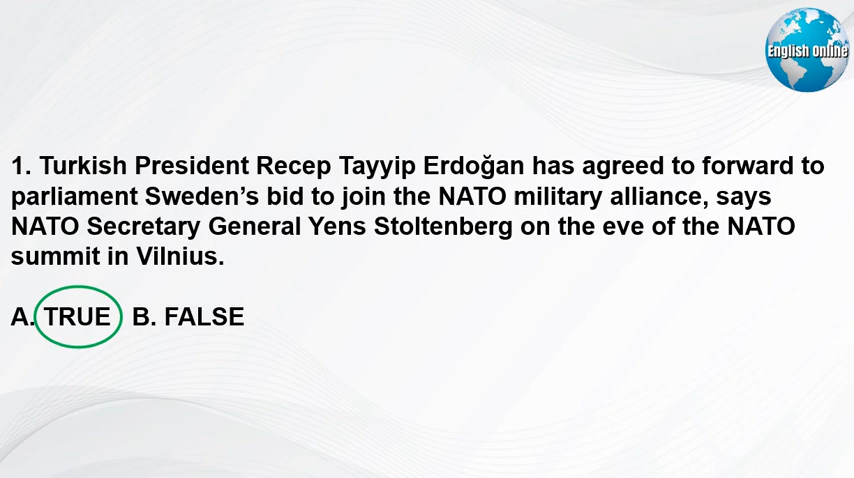 English Online
1. Turkish President Recep Tayyip Erdoğan has agreed to forward to
parliament Sweden’s bid to join the NATO military alliance, says
NATO Secretary General Yens Stoltenberg on the eve of the NATO
summit in Vilnius.
A. TRUE B. FALSE